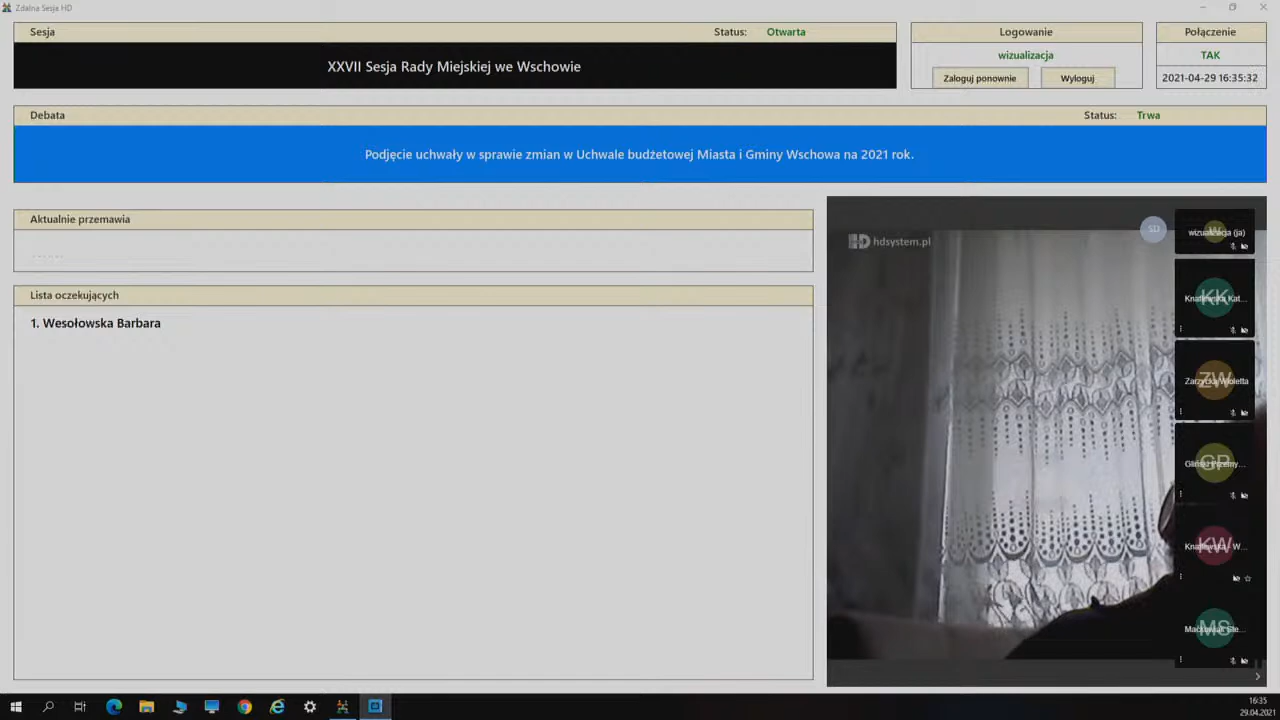 Zdalna Sesja HD
Sesja
Status: Otwarta
XXVII Sesja Rady Miejskiej we Wschowie
Logowanie
wizualizacja
Zaloguj ponownie
Wyloguj
Połączenie
TAK
2021-04-29 16:35:32
Debata
Status: Trwa
Podjęcie uchwały w sprawie zmian w Uchwale budżetowej Miasta i Gminy Wschowa na 2021 rok.
Aktualnie przemawia
......
Lista oczekujących
1. Wesołowska Barbara
HD hdsystem.pl
SD
wizualizacja (ja)
KK
ZW
Zarzycka Wioletta
GP
KW
MS
16:35
29.04.2021